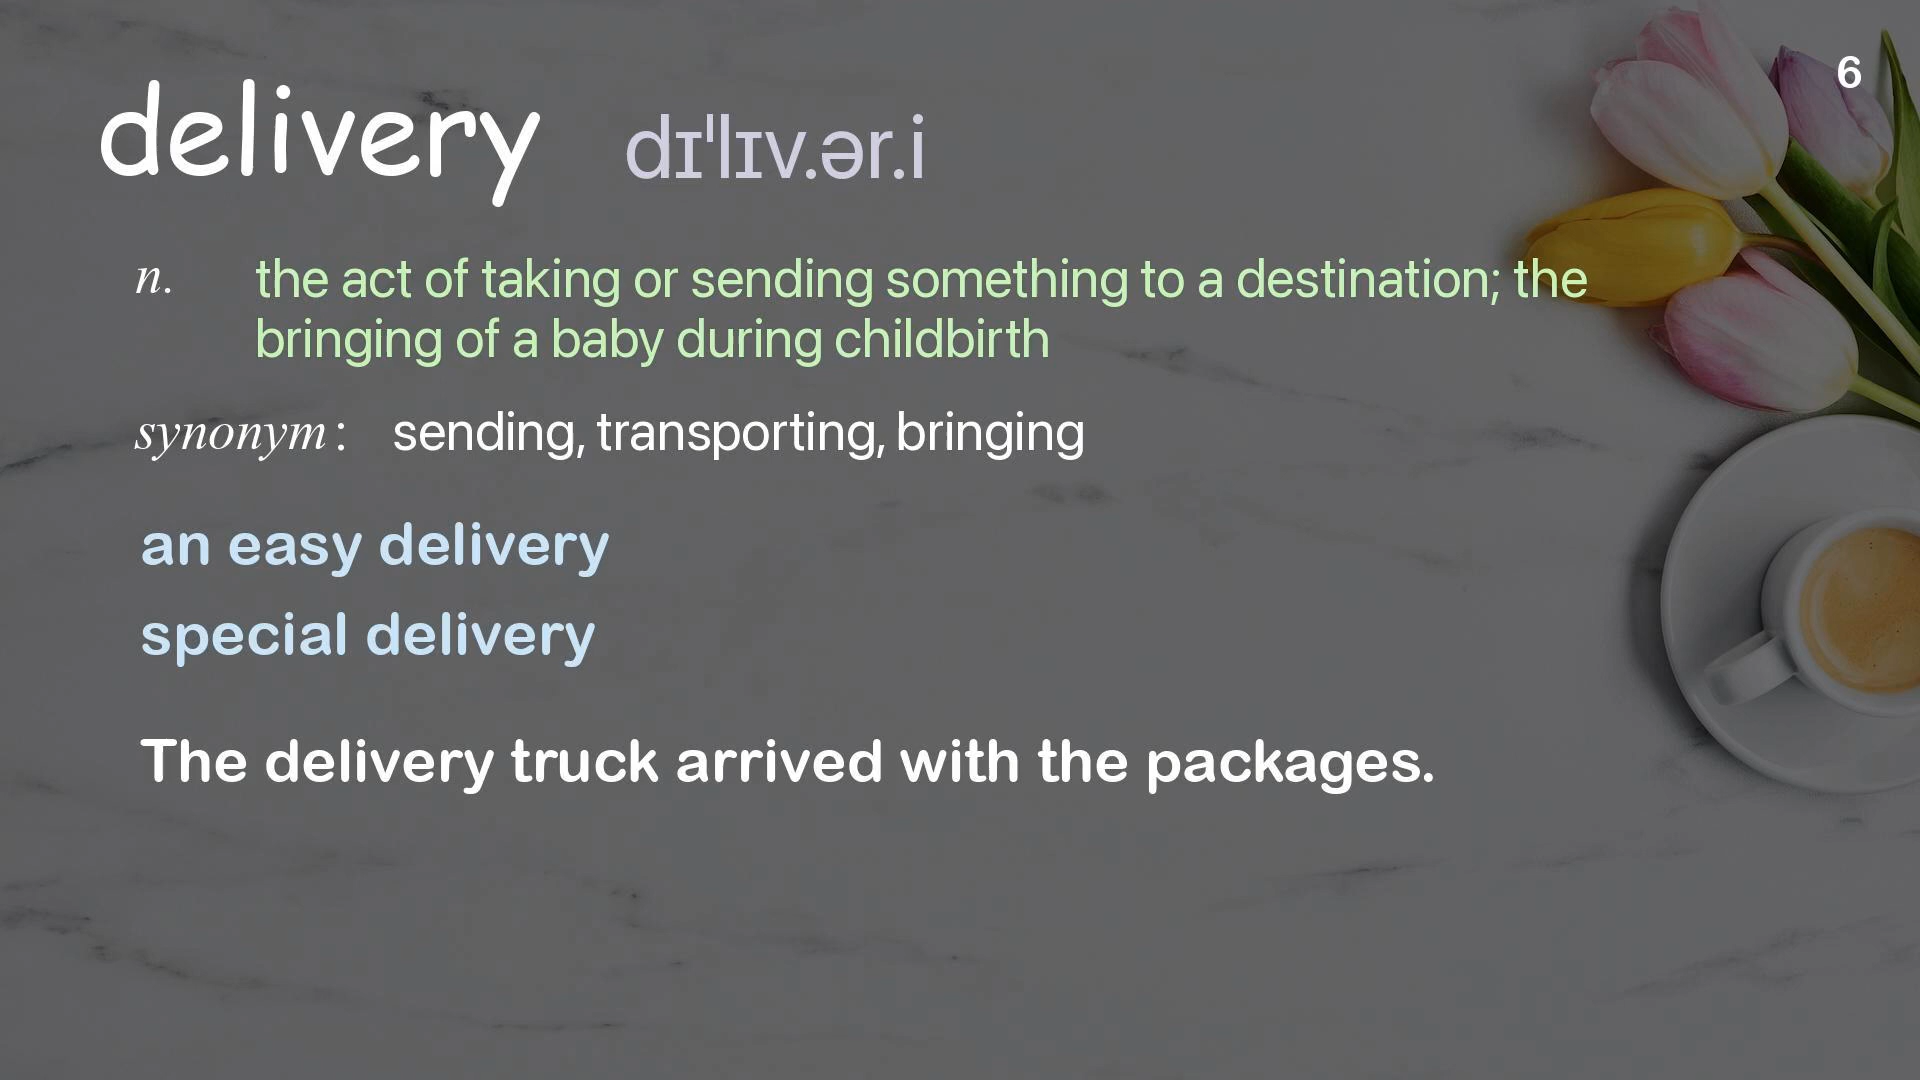 6
delivery dɪˈlɪv.ər.i
n. the act of taking or sending something to a destination; the
bringing of a baby during childbirth
synonym: sending, transporting, bringing
an easy delivery
special delivery
The delivery truck arrived with the packages.